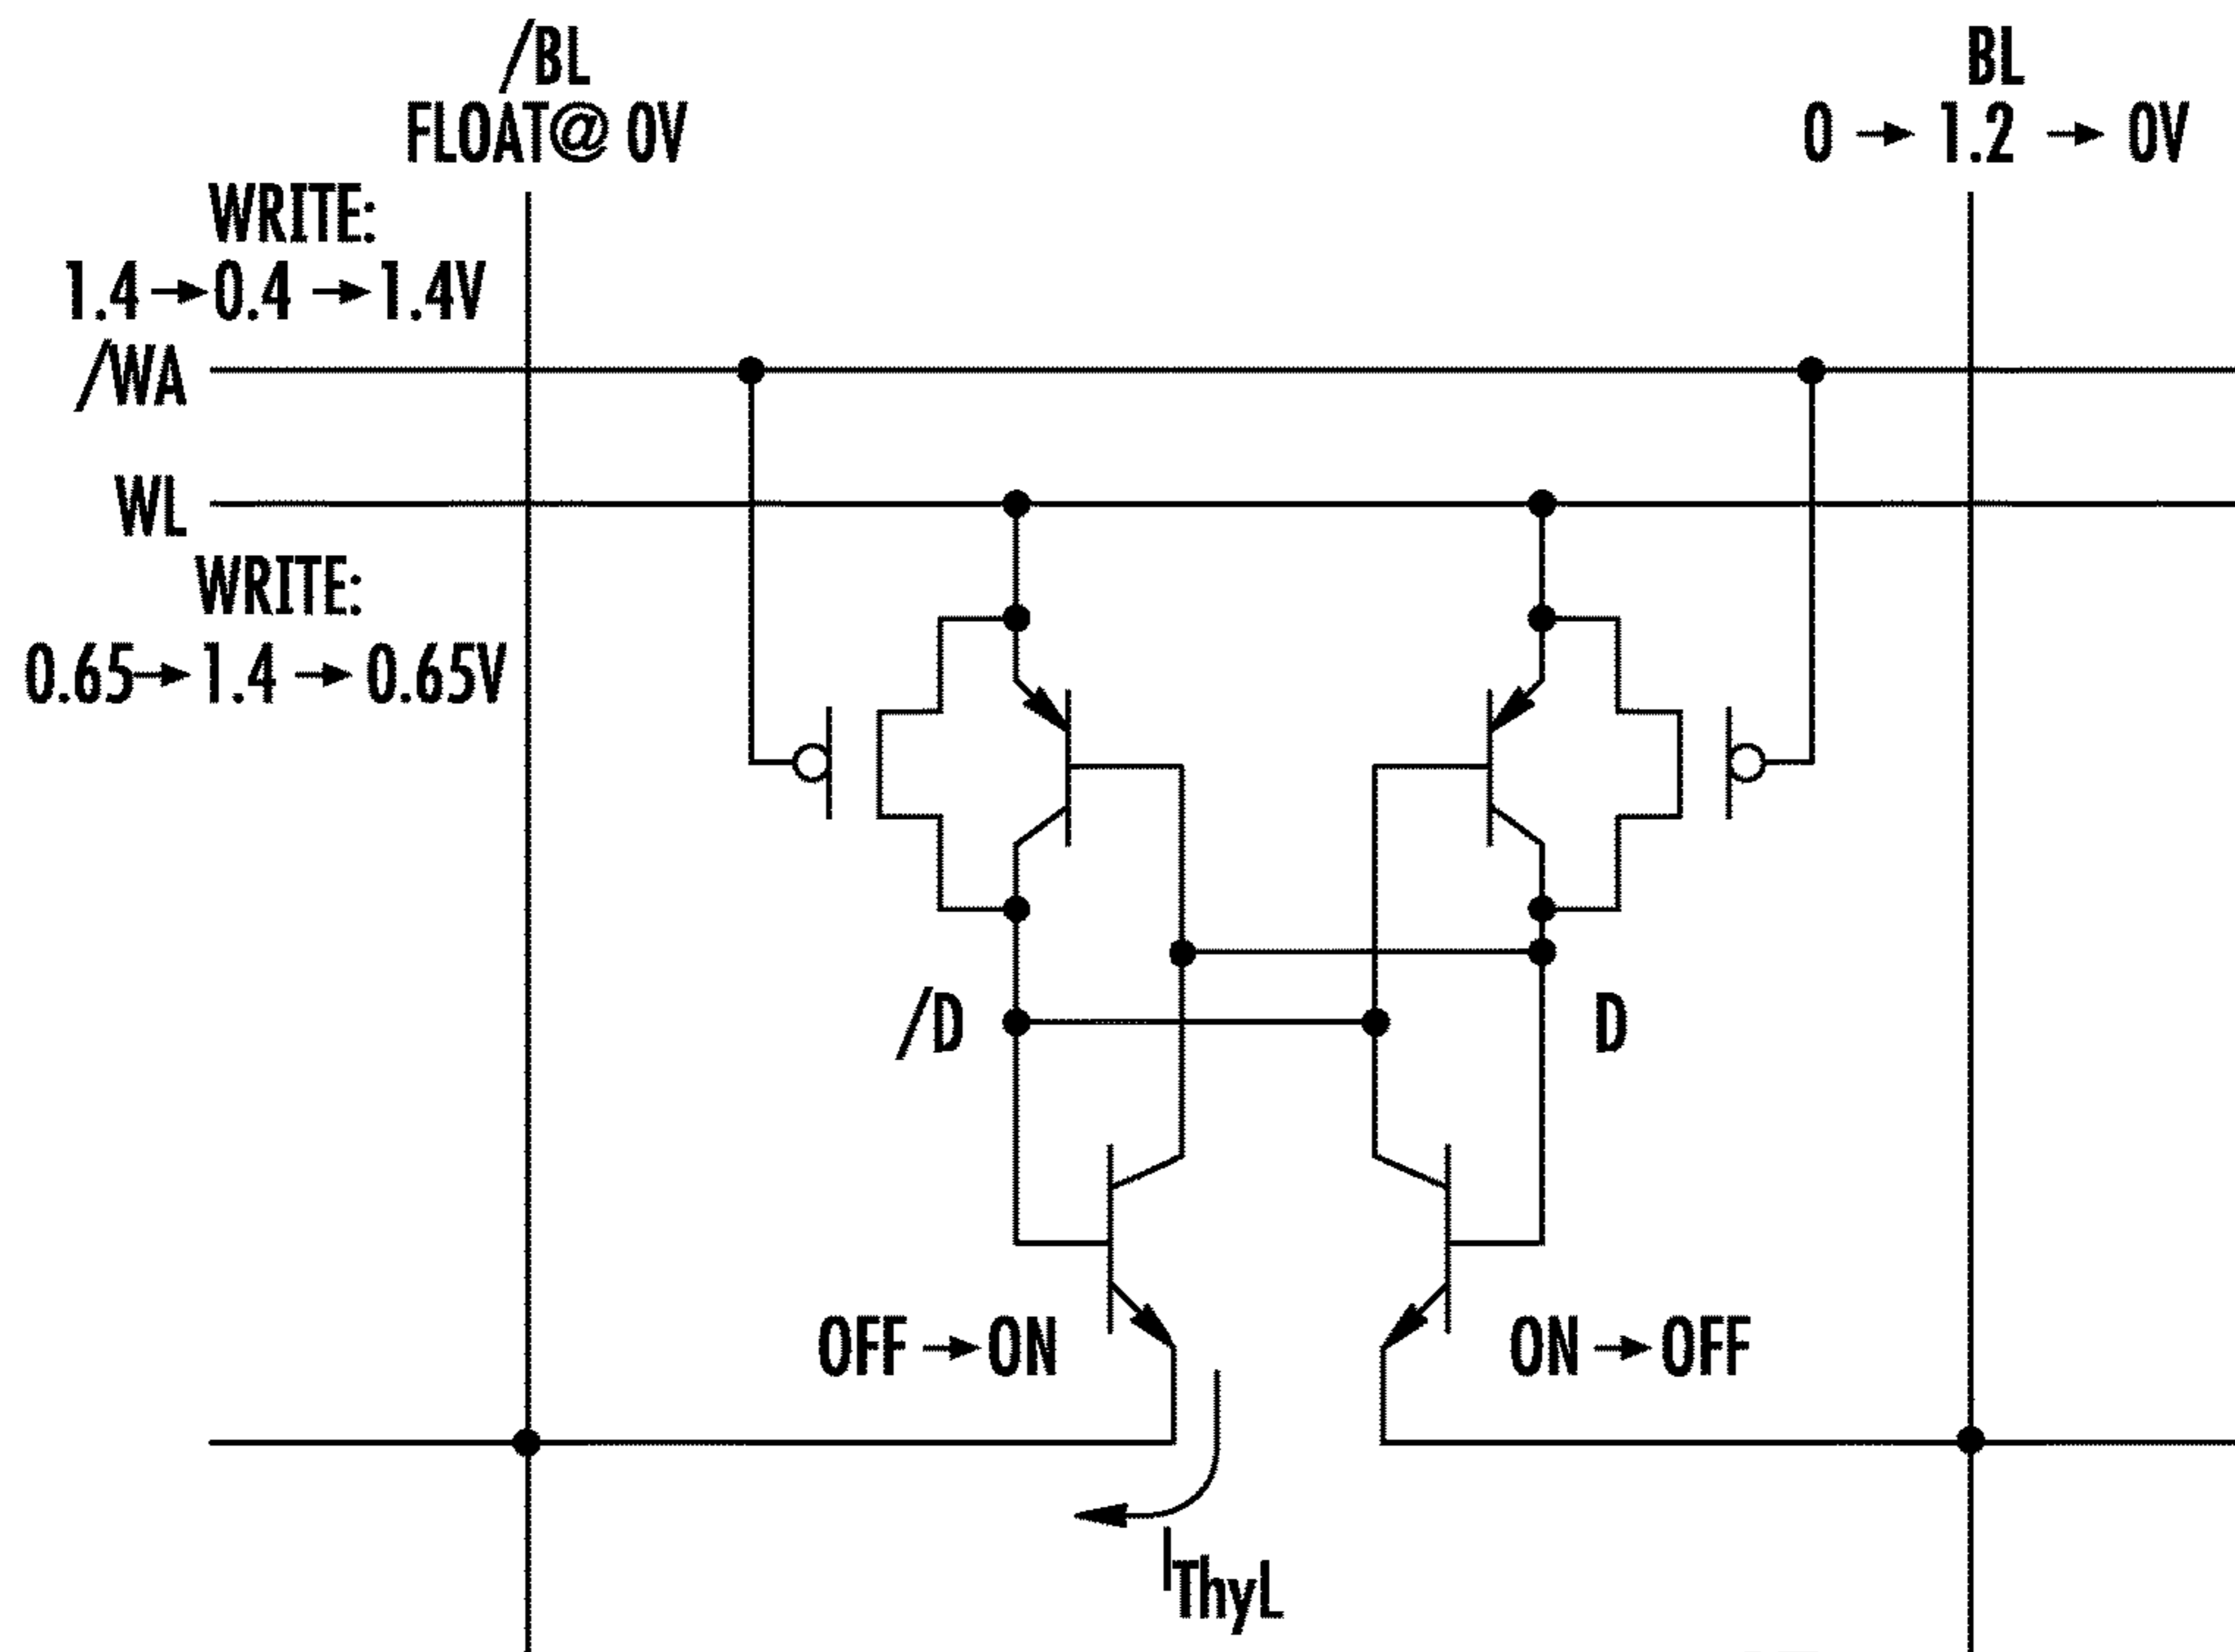 /BL
FLOAT@ 0V
BL
0 → 1.2 → 0V
WRITE:
1.4→0.4 →1.4V
/WA
WL
WRITE:
0.65→1.4 →0.65V
/D
D
OFF →ON
ON →OFF
IThyL